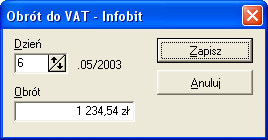 Obrót do VAT - Infobit
Dzień
6 .05/2003
Zapisz
Anuluj
Obrót
1 234,54 zł